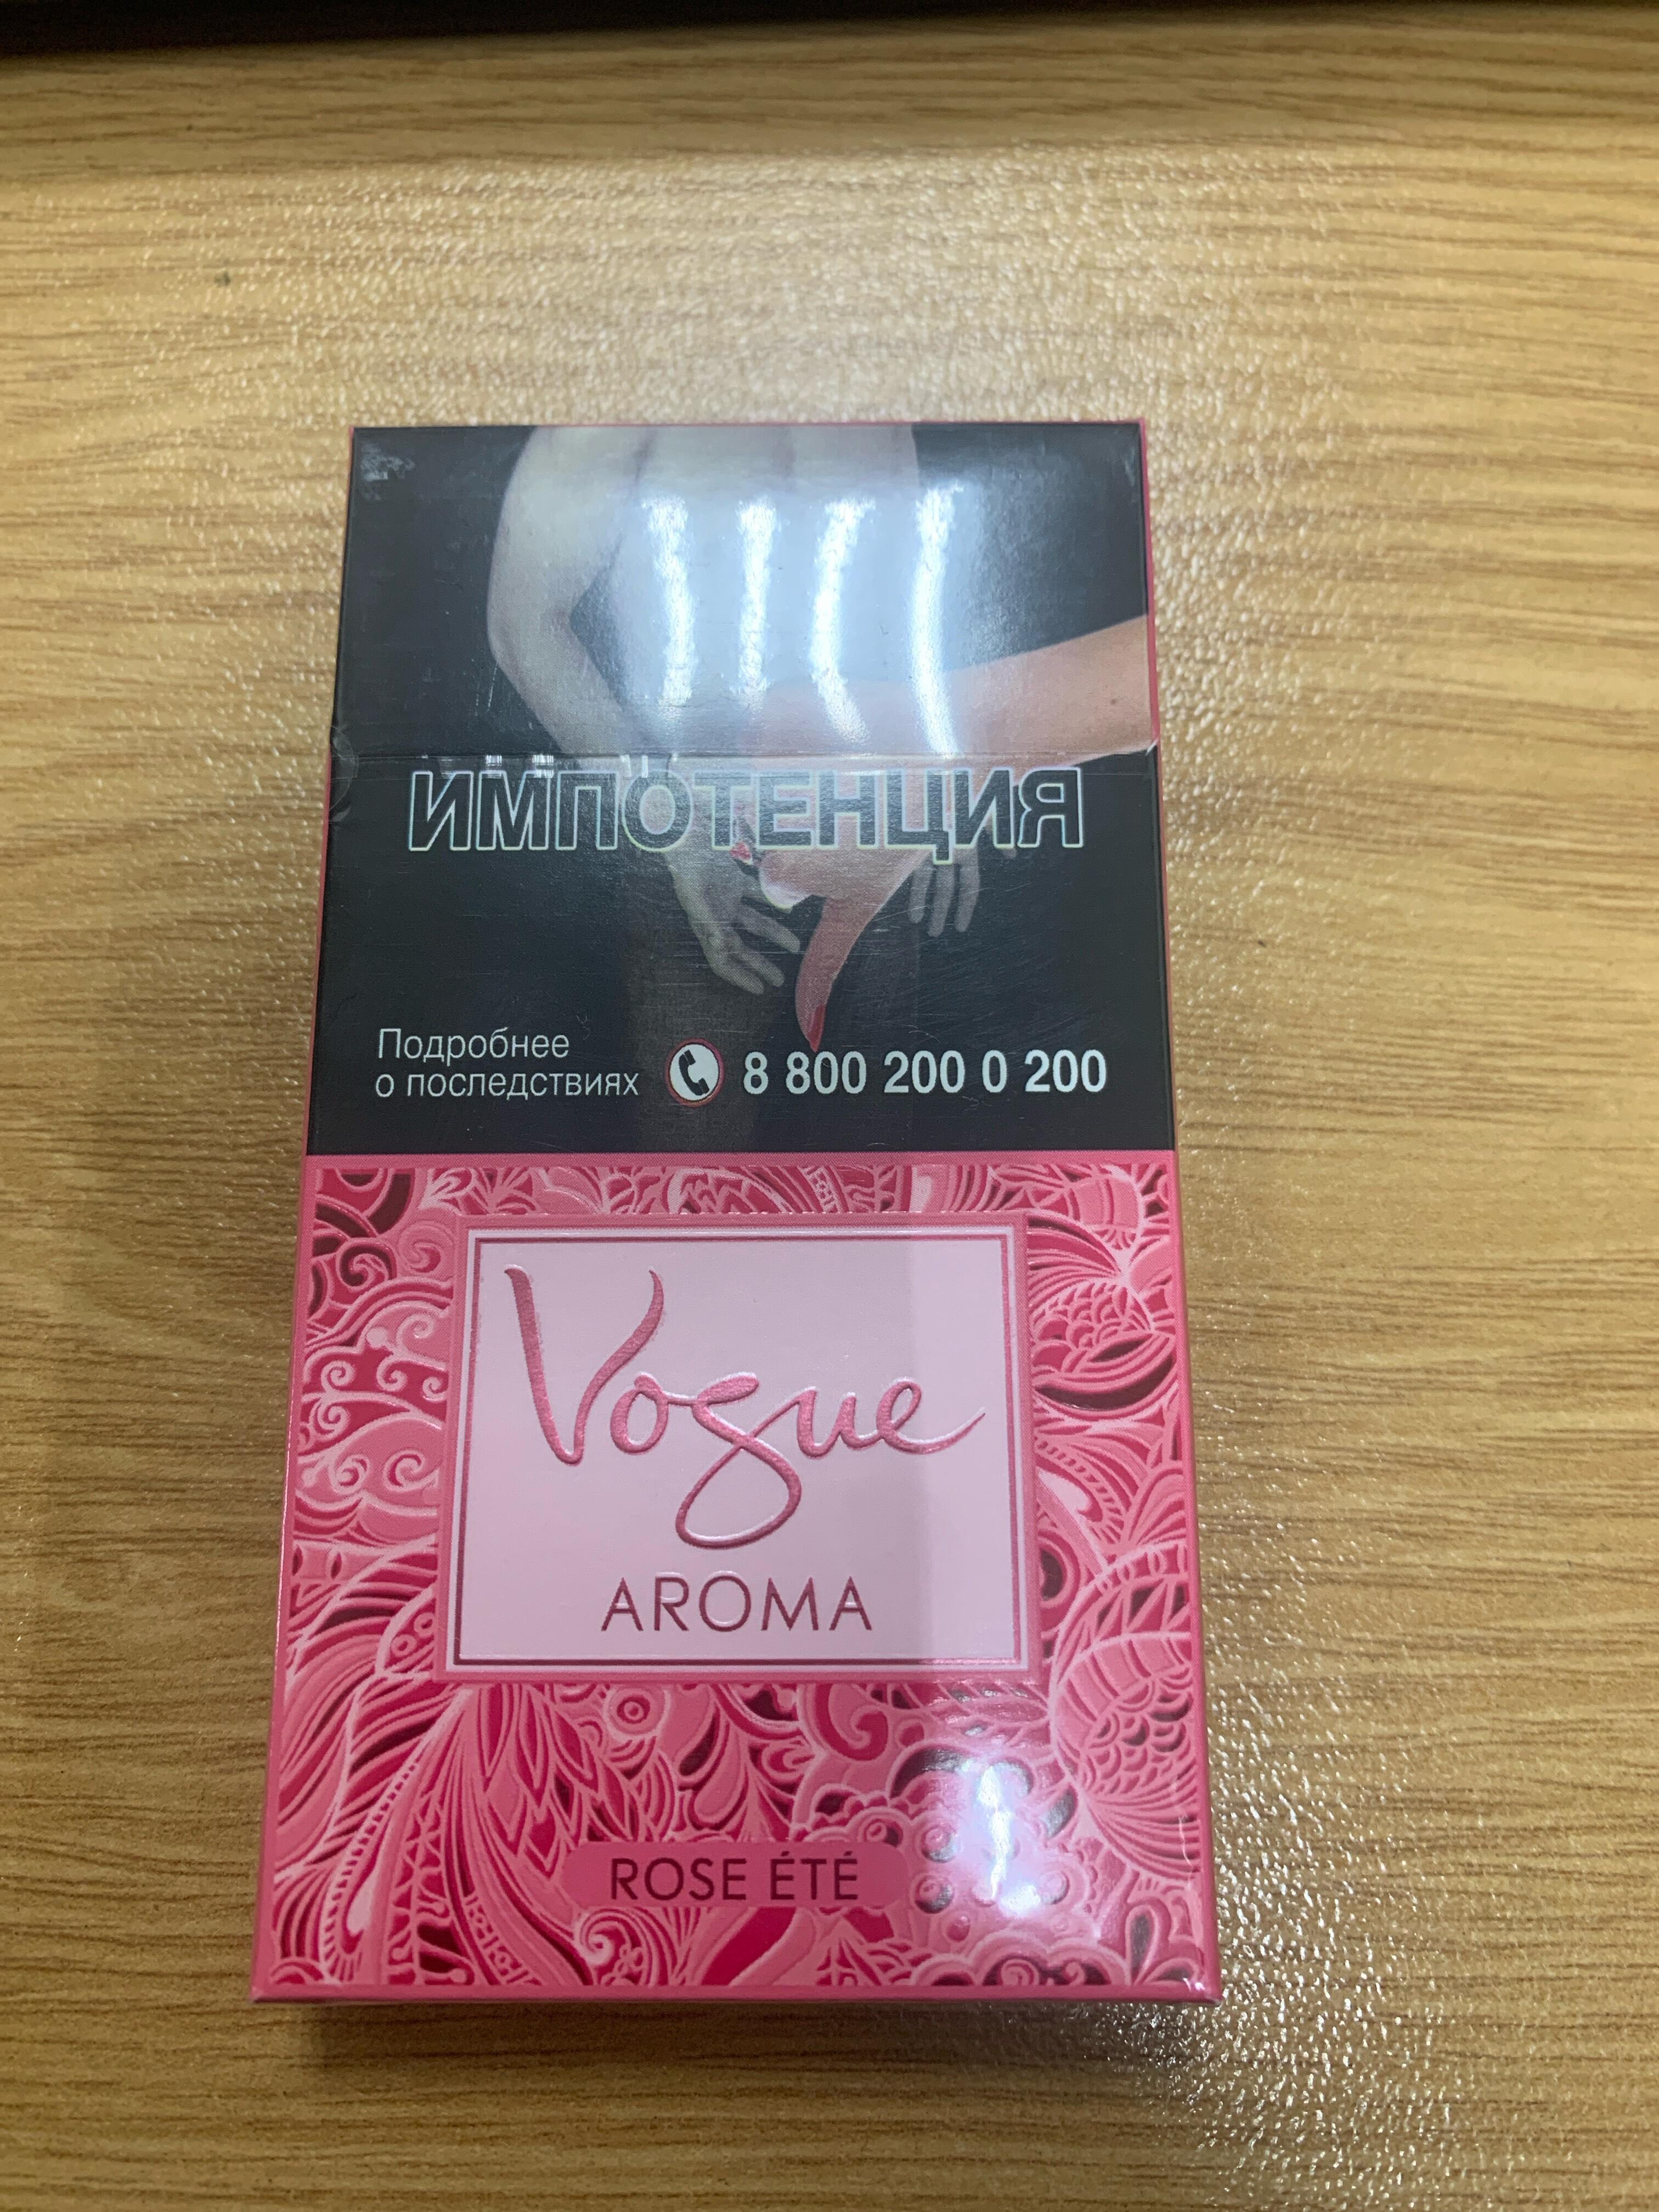 ИМПОТЕНЦИЯ
Подробнее
о последствиях
8 800 200 0 200
Vogue
AROMA
ROSE ÉTÉ